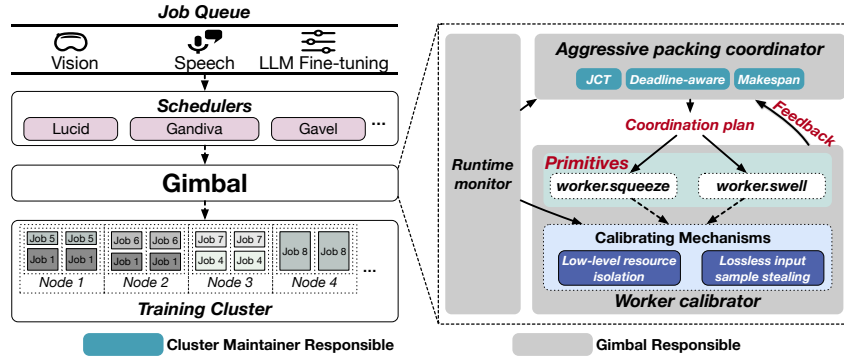 Job Queue
Vision
Speech
LLM Fine-tuning
Schedulers
Lucid
Gandiva
Gavel
...
Gimbal
Job 5
Job 5
Job 6
Job 6
Job 7
Job 7
Job 8
Job 8
Job 1
Job 1
Job 1
Job 1
Job 4
Job 4
...
Node 1
Node 2
Node 3
Node 4
Training Cluster
Cluster Maintainer Responsible
Runtime
monitor
Aggressive packing coordinator
JCT
Deadline-aware
Makespan
Coordination plan
Feedback
Primitives
worker.squeeze
worker.swell
Calibrating Mechanisms
Low-level resource
isolation
Lossless input
sample stealing
Worker calibrator
Gimbal Responsible